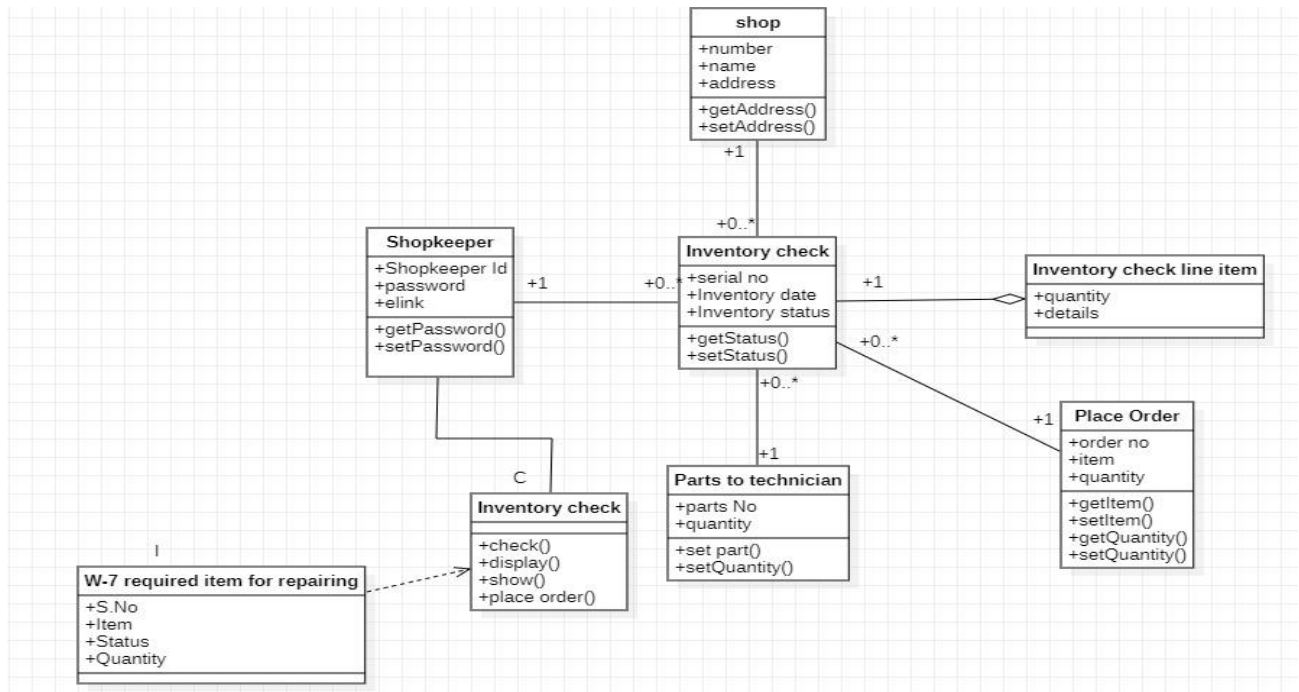 shop
+number
+name
+address
+getAddress()
+setAddress()
+1
+0..*
Shopkeeper
+Shopkeeper Id
+password
+elink
+getPassword()
+setPassword()
+1
+0..*
Inventory check
+serial no
+Inventory date
+Inventory status
+getStatus()
+setStatus()
+1
Inventory check line item
+quantity
+details
+0..*
+1
Place Order
+order no
+item
+quantity
+getItem()
+setItem()
+getQuantity()
+setQuantity()
+0..*
+1
Parts to technician
+parts No
+quantity
+set part()
+setQuantity()
C
Inventory check
+check()
+display()
+show()
+place order()
I
W-7 required item for repairing
+S.No
+Item
+Status
+Quantity